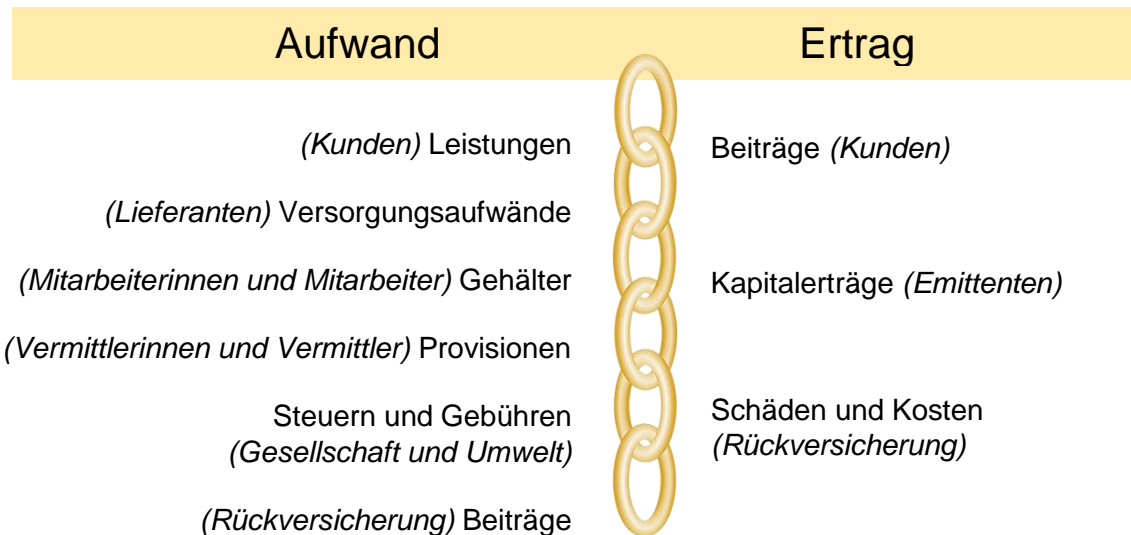 Aufwand
Ertrag
(Kunden) Leistungen
Beiträge (Kunden)
(Lieferanten) Versorgungsaufwände
(Mitarbeiterinnen und Mitarbeiter) Gehälter
Kapitalerträge (Emittenten)
(Vermittlerinnen und Vermittler) Provisionen
Steuern und Gebühren
(Gesellschaft und Umwelt)
Schäden und Kosten
(Rückversicherung)
(Rückversicherung) Beiträge